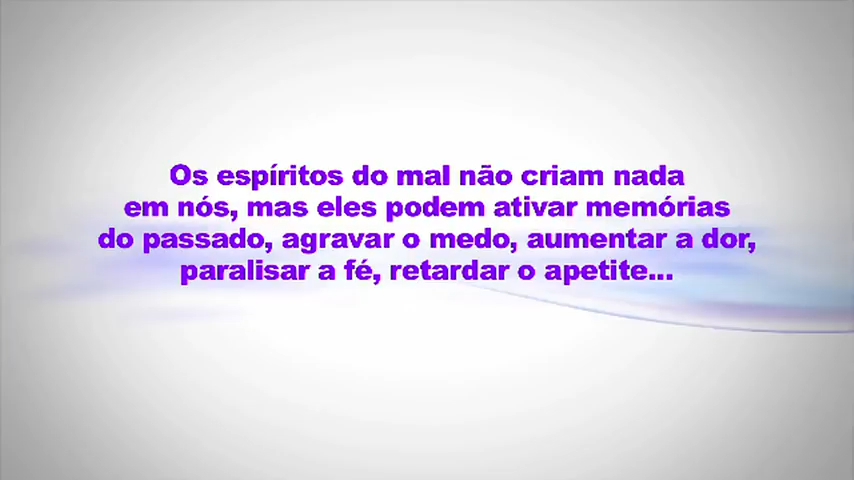 Os espíritos do mal não criam nada
em nós, mas eles podem ativar memórias
do passado, agravar o medo, aumentar a dor,
paralisar a fé, retardar o apetite...